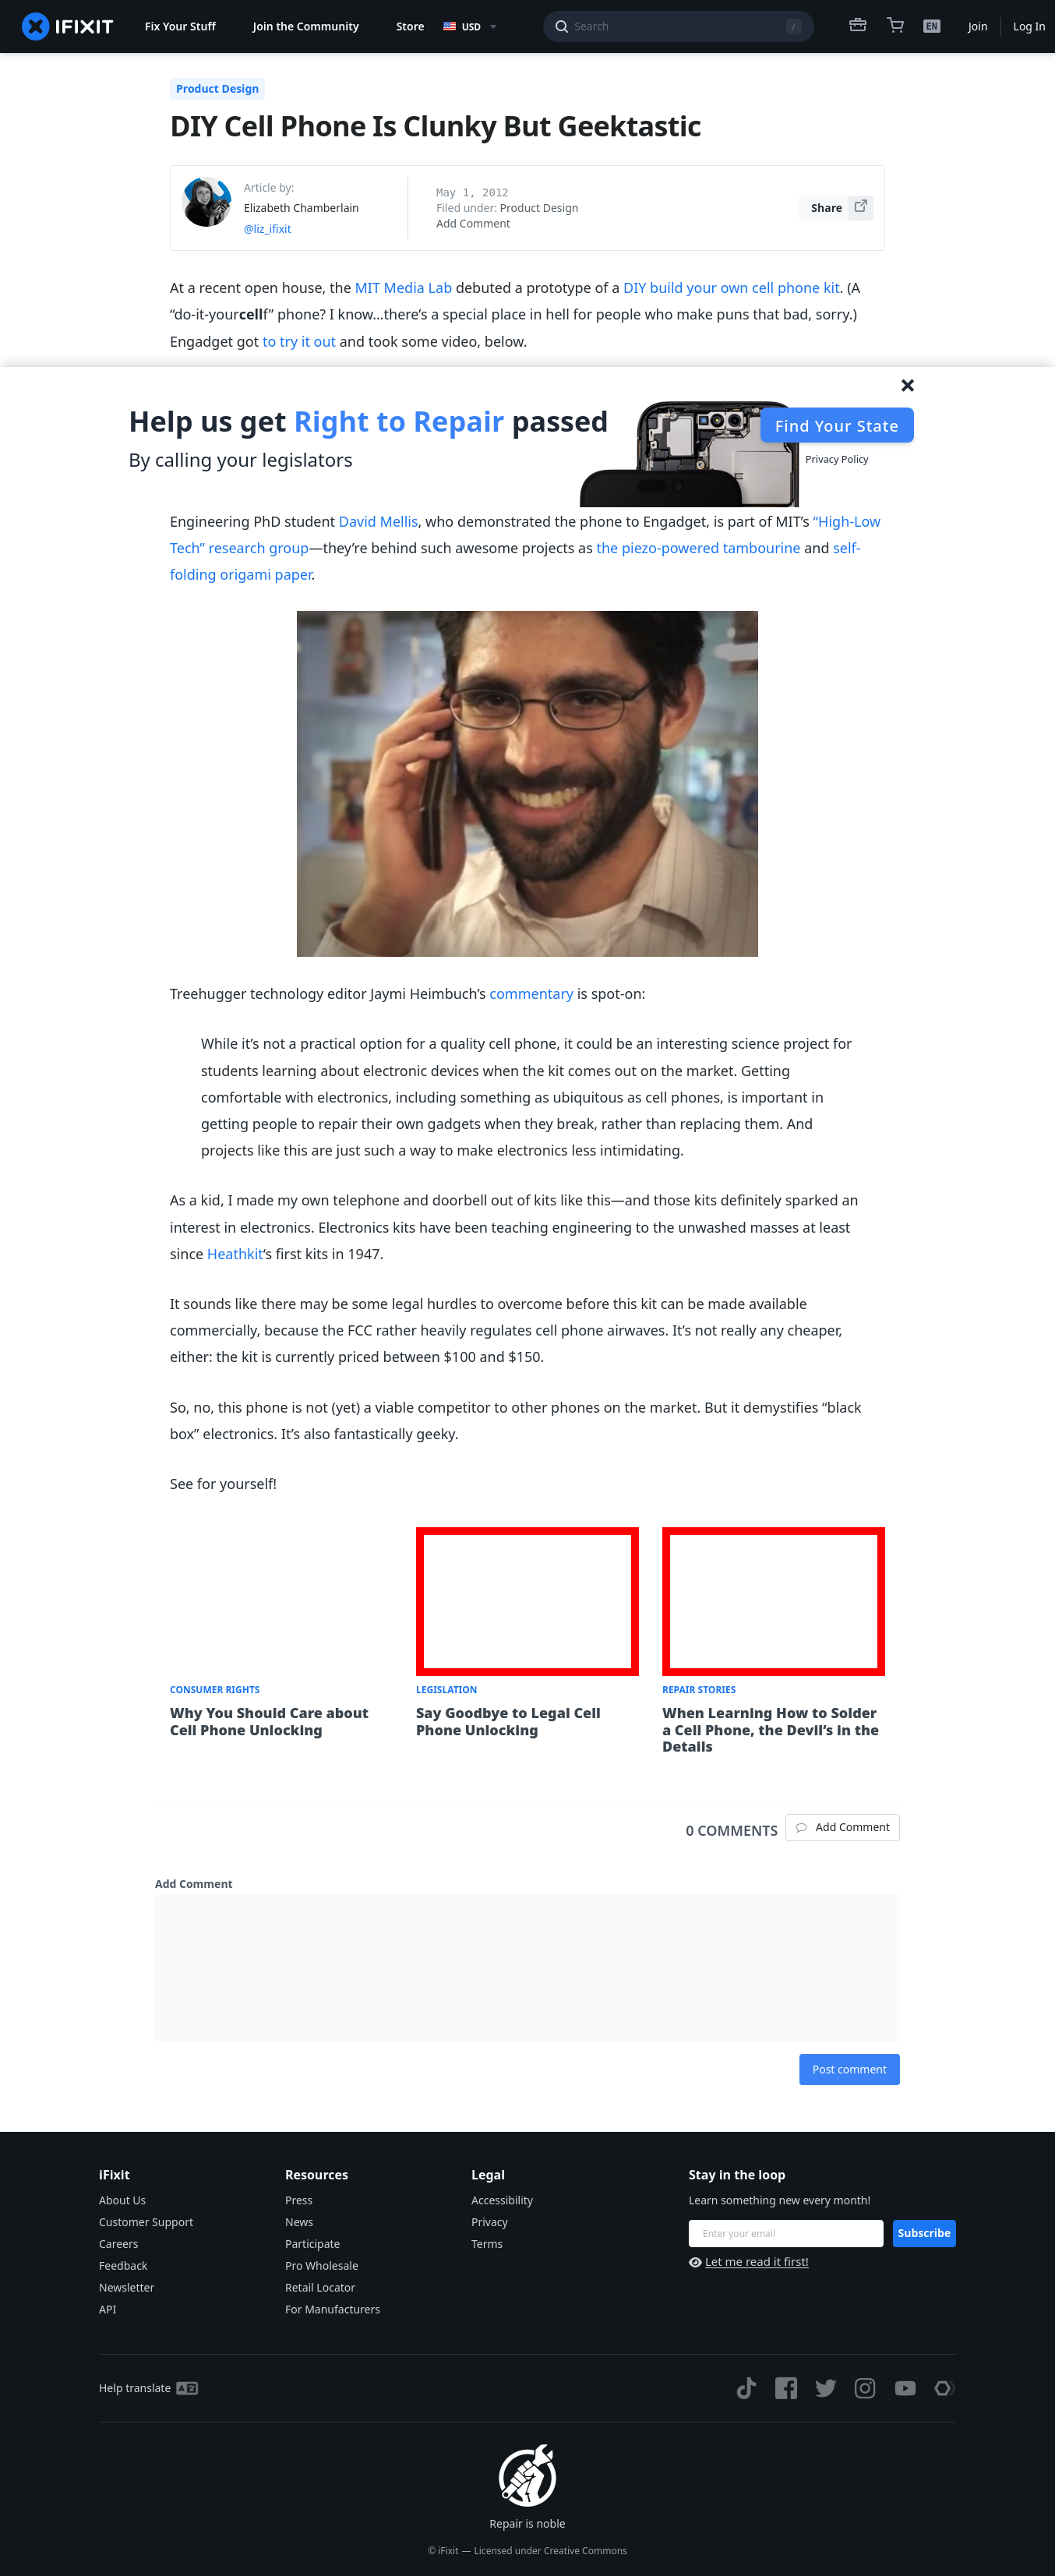 IFIXIT
Fix Your Stuff
Join the Community
Store
USD
Search
/
EN
Join
Log In
Product Design
DIY Cell Phone Is Clunky But Geektastic
Article by:
Elizabeth Chamberlain
@liz_ifixit
May 1, 2012
Filed under: Product Design
Add Comment
Share
At a recent open house, the MIT Media Lab debuted a prototype of a DIY build your own cell phone kit. (A
“do-it-yourcellf” phone? I know…there’s a special place in hell for people who make puns that bad, sorry.)
Engadget got to try it out and took some video, below.
Help us get Right to Repair passed
By calling your legislators
Find Your State
Privacy Policy
Engineering PhD student David Mellis, who demonstrated the phone to Engadget, is part of MIT’s “High-Low
Tech” research group—they’re behind such awesome projects as the piezo-powered tambourine and self-
folding origami paper.
Treehugger technology editor Jaymi Heimbuch’s commentary is spot-on:
While it’s not a practical option for a quality cell phone, it could be an interesting science project for
students learning about electronic devices when the kit comes out on the market. Getting
comfortable with electronics, including something as ubiquitous as cell phones, is important in
getting people to repair their own gadgets when they break, rather than replacing them. And
projects like this are just such a way to make electronics less intimidating.
As a kid, I made my own telephone and doorbell out of kits like this—and those kits definitely sparked an
interest in electronics. Electronics kits have been teaching engineering to the unwashed masses at least
since Heathkit‘s first kits in 1947.
It sounds like there may be some legal hurdles to overcome before this kit can be made available
commercially, because the FCC rather heavily regulates cell phone airwaves. It’s not really any cheaper,
either: the kit is currently priced between $100 and $150.
So, no, this phone is not (yet) a viable competitor to other phones on the market. But it demystifies “black
box” electronics. It’s also fantastically geeky.
See for yourself!
CONSUMER RIGHTS
Why You Should Care about
Cell Phone Unlocking
LEGISLATION
Say Goodbye to Legal Cell
Phone Unlocking
REPAIR STORIES
When Learning How to Solder
a Cell Phone, the Devil’s in the
Details
0 COMMENTS
Add Comment
Add Comment
Post comment
iFixit
About Us
Customer Support
Careers
Feedback
Newsletter
API
Resources
Press
News
Participate
Pro Wholesale
Retail Locator
For Manufacturers
Legal
Accessibility
Privacy
Terms
Stay in the loop
Learn something new every month!
Enter your email
Subscribe
Let me read it first!
Help translate
Repair is noble
© iFixit — Licensed under Creative Commons